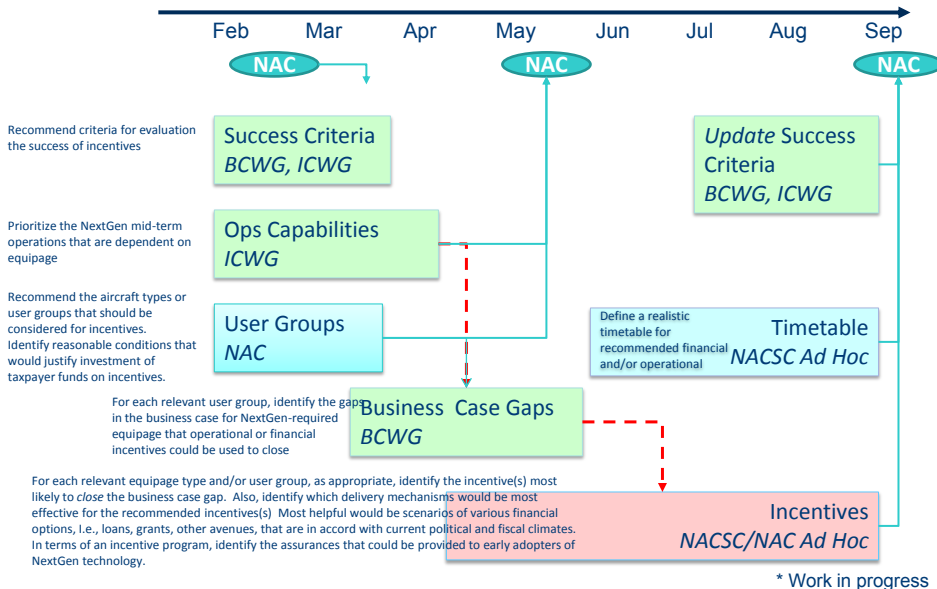 Feb Mar Apr May Jun Jul Aug Sep
NAC NAC NAC
Recommend criteria for evaluation
the success of incentives
Success Criteria
BCWG, ICWG
Update Success
Criteria
BCWG, ICWG
Prioritize the NextGen mid-term
operations that are dependent on
equipage
Ops Capabilities
ICWG
Recommend the aircraft types or
user groups that should be
considered for incentives.
Identify reasonable conditions that
would justify investment of
taxpayer funds on incentives.
User Groups
NAC
Define a realistic
timetable for
recommended financial
and/or operational
Timetable
NACSC Ad Hoc
For each relevant user group, identify the gaps
in the business case for NextGen-required
equipage that operational or financial
incentives could be used to close
Business Case Gaps
BCWG
For each relevant equipage type and/or user group, as appropriate, identify the incentive(s) most
likely to close the business case gap. Also, identify which delivery mechanisms would be most
effective for the recommended incentives(s) Most helpful would be scenarios of various financial
options, I.e., loans, grants, other avenues, that are in accord with current political and fiscal climates.
In terms of an incentive program, identify the assurances that could be provided to early adopters of
NextGen technology.
Incentives
NACSC/NAC Ad Hoc
* Work in progress